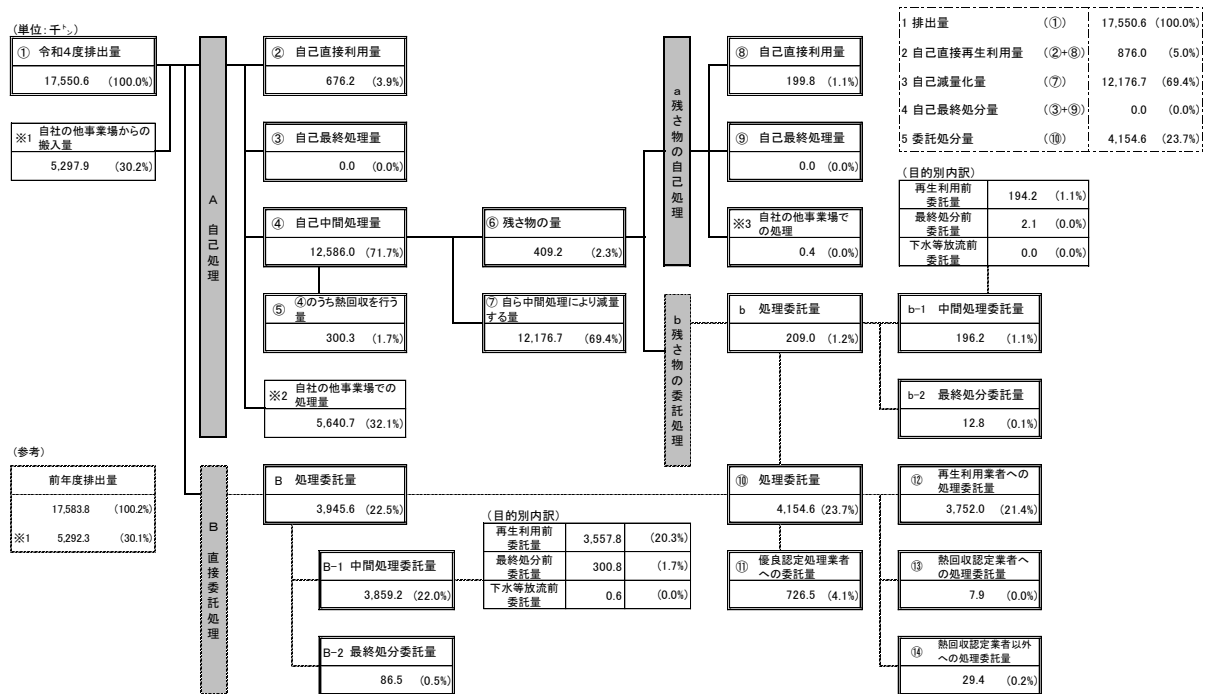 (単位:千㌧)
① 令和4度排出量
17,550.6 (100.0%)
※1 自社の他事業場からの
搬入量
5,297.9 (30.2%)
(参考)
前年度排出量
17,583.8 (100.2%)
※1 5,292.3 (30.1%)
A 自己処理
B 直接委託処理
② 自己直接利用量
676.2 (3.9%)
③ 自己最終処理量
0.0 (0.0%)
④ 自己中間処理量
12,586.0 (71.7%)
⑤ ④のうち熱回収を行う
量
300.3 (1.7%)
※2 自社の他事業場での
処理量
5,640.7 (32.1%)
B 処理委託量
3,945.6 (22.5%)
B-1 中間処理委託量
3,859.2 (22.0%)
B-2 最終処分委託量
86.5 (0.5%)
⑥ 残さ物の量
409.2 (2.3%)
⑦ 自ら中間処理により減量
する量
12,176.7 (69.4%)
(目的別内訳)
再生利用前
委託量 3,557.8 (20.3%)
最終処分前
委託量 300.8 (1.7%)
下水等放流前
委託量 0.6 (0.0%)
a 残さ物の自己処理
b 残さ物の委託処理
⑧ 自己直接利用量
199.8 (1.1%)
⑨ 自己最終処理量
0.0 (0.0%)
※3 自社の他事業場で
の処理
0.4 (0.0%)
b 処理委託量
209.0 (1.2%)
⑩ 処理委託量
4,154.6 (23.7%)
⑪ 優良認定処理業者
への委託量
726.5 (4.1%)
1 排出量 (①) 17,550.6 (100.0%)
2 自己直接再生利用量 (②+⑧) 876.0 (5.0%)
3 自己減量化量 (⑦) 12,176.7 (69.4%)
4 自己最終処分量 (③+⑨) 0.0 (0.0%)
5 委託処分量 (⑩) 4,154.6 (23.7%)
(目的別内訳)
再生利用前
委託量 194.2 (1.1%)
最終処分前
委託量 2.1 (0.0%)
下水等放流前
委託量 0.0 (0.0%)
b-1 中間処理委託量
196.2 (1.1%)
b-2 最終処分委託量
12.8 (0.1%)
⑫ 再生利用業者への
処理委託量
3,752.0 (21.4%)
⑬ 熱回収認定業者へ
の処理委託量
7.9 (0.0%)
⑭ 熱回収認定業者以外
への処理委託量
29.4 (0.2%)